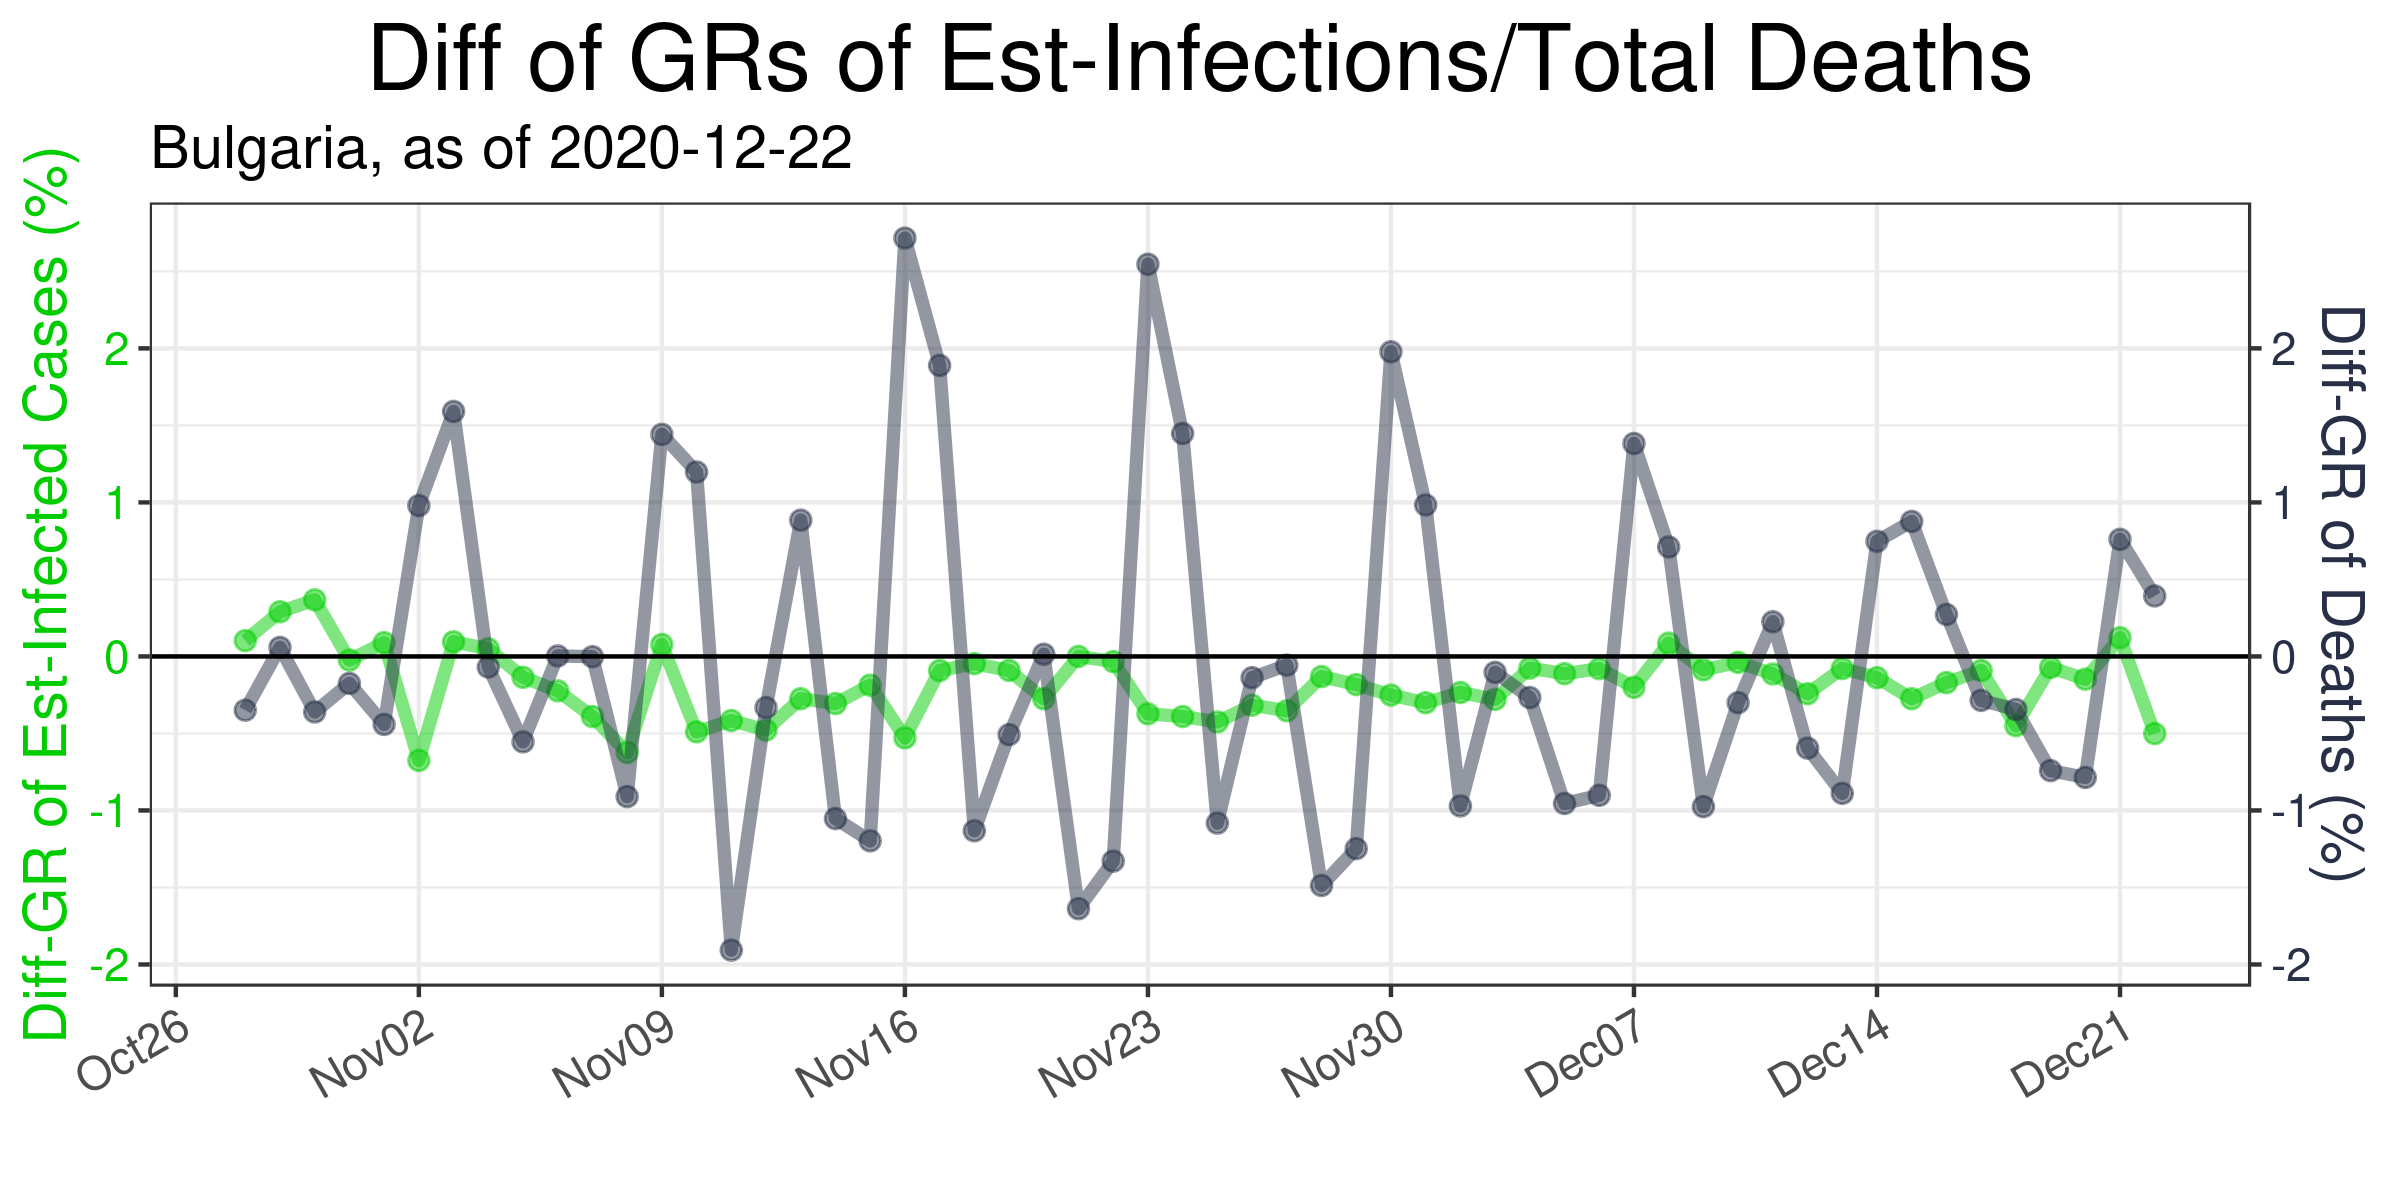 Diff of GRs of Est-Infections/Total Deaths
Bulgaria, as of 2020-12-22
Diff-GR of Est-Infected Cases (%)
2
1
0
-1
-2
2
1
0
-1
-2
Diff-GR of Deaths (%)
Oct26
Nov02
Nov09
Nov16
Nov23
Nov30
Dec07
Dec14
Dec21